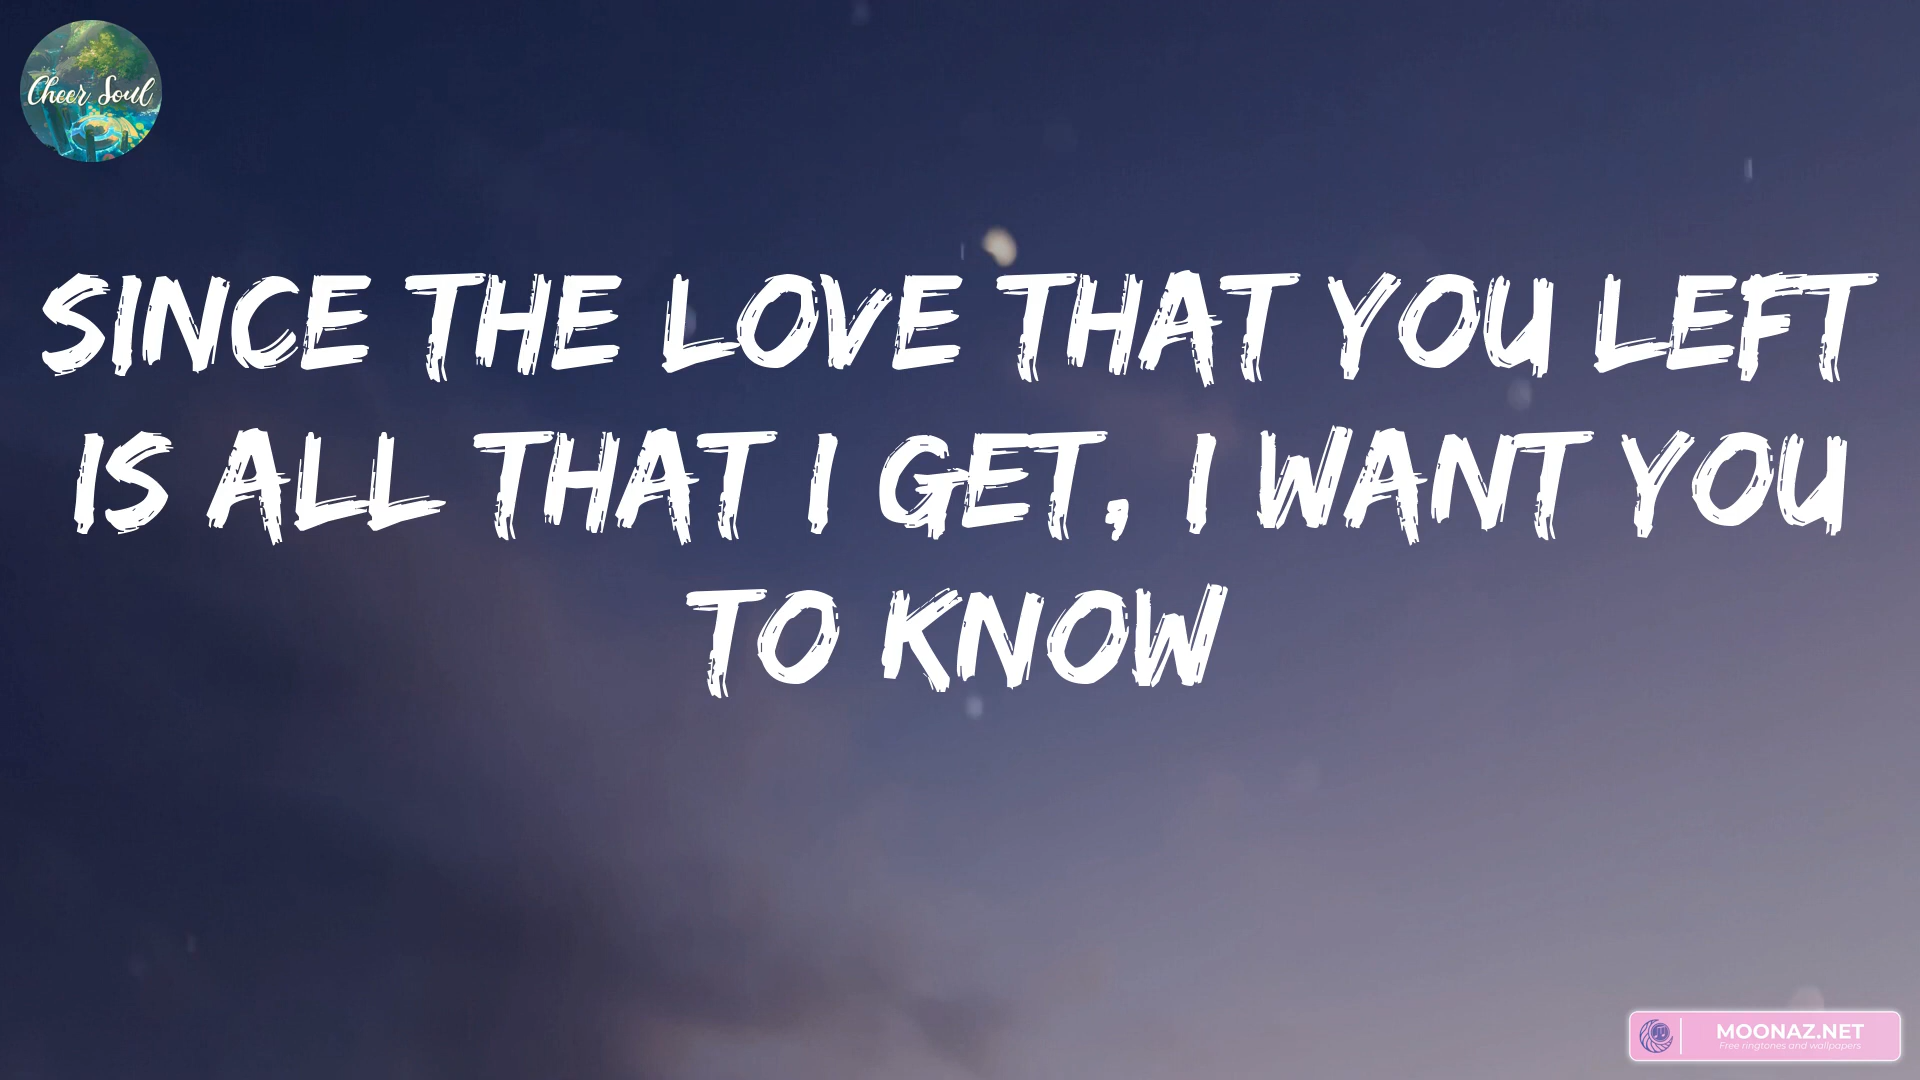 Cheer Soul
SINCE THE LOVE THAT YOU LEFT
IS ALL THAT I GET, I WANT YOU
TO KNOW
MOONAZ.NET
Free ringtones and wallpapers